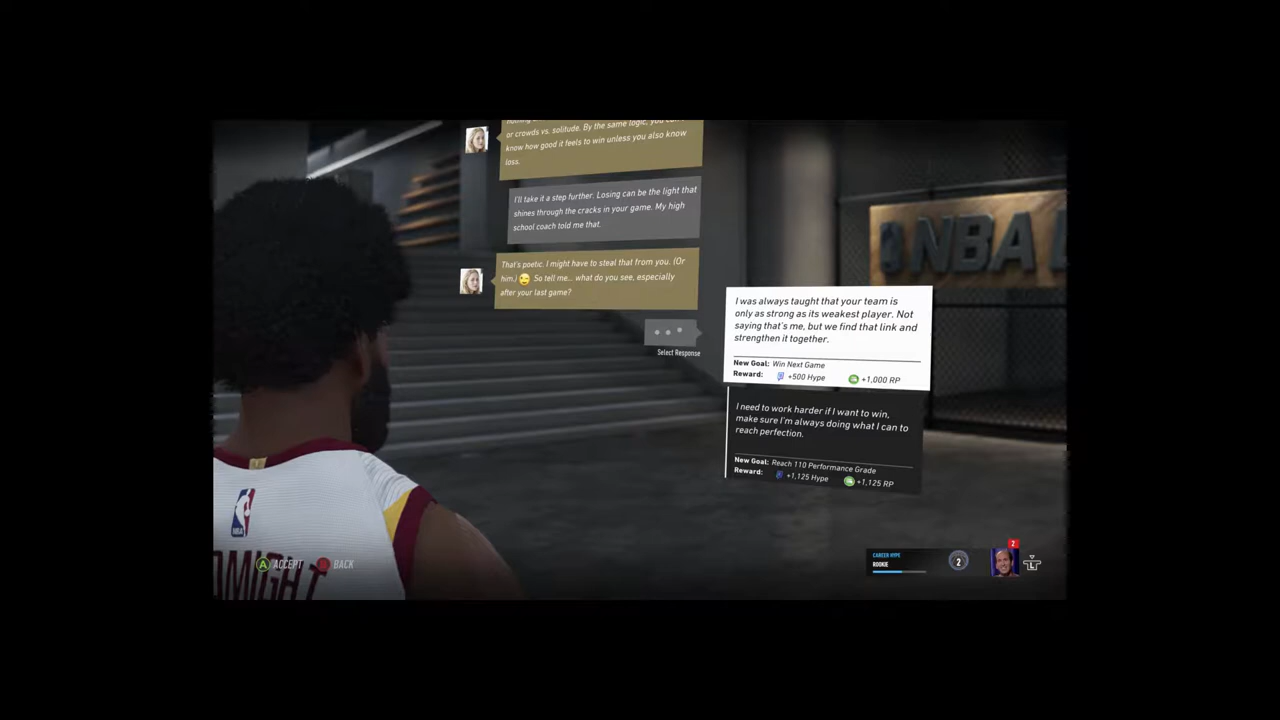 or crowds vs. solitude. By the same logic, you can't
know how good it feels to win unless you also know
loss.
I'll take it a step further. Losing can be the light that
shines through the cracks in your game. My high
school coach told me that.
That's poetic. I might have to steal that from you. (Or
him.) So tell me... what do you see, especially
after your last game?
Select Response
I was always taught that your team is
only as strong as its weakest player. Not
saying that's me, but we find that link and
strengthen it together.
New Goal: Win Next Game
Reward: +500 Hype +1,000 RP
I need to work harder if I want to win,
make sure I'm always doing what I can to
reach perfection.
New Goal: Reach 110 Performance Grade
Reward: +1,125 Hype +1,125 RP
NBA
NBA
OMIGHT
A ACCEPT BACK
CAREER HYPE
ROOKIE
2
2
L